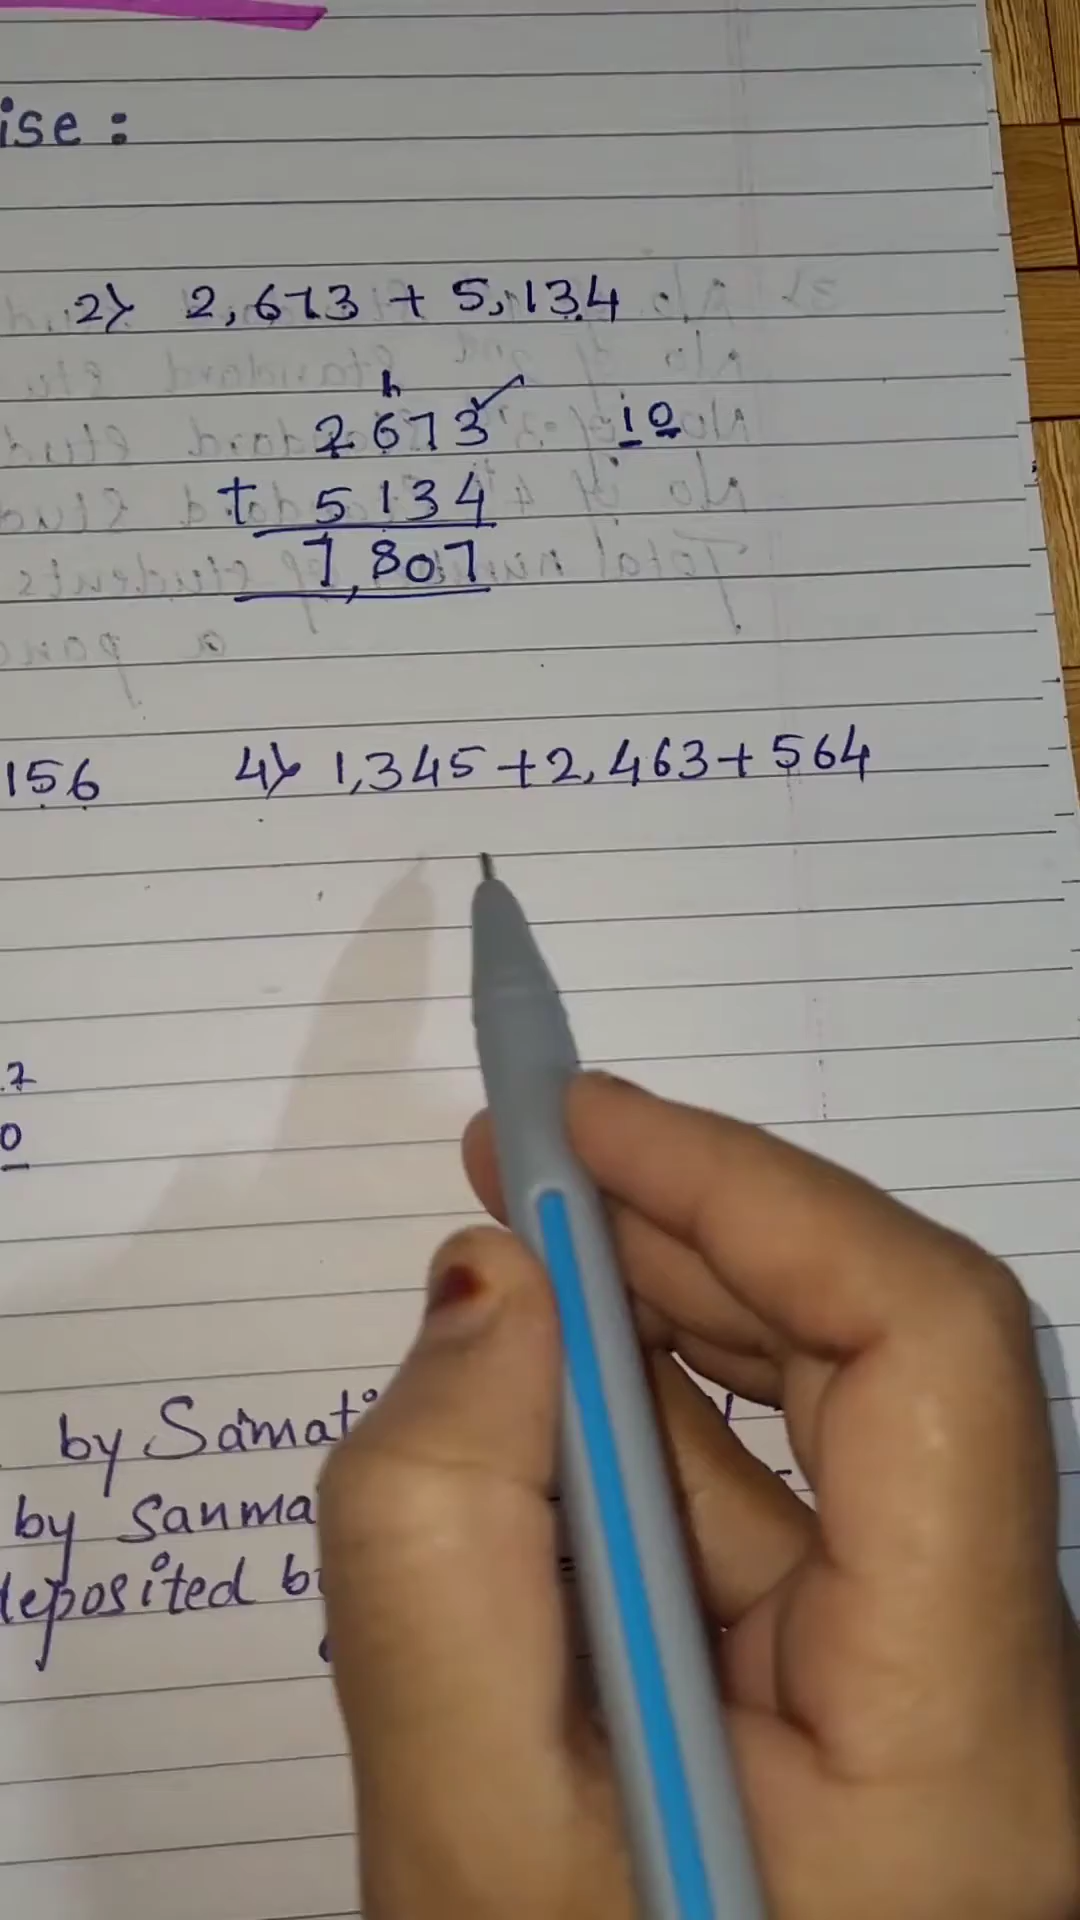 ise :
2) 2,673 + 5,134
1
2673 10
+ 5134
7,807
156 4) 1,345 + 2,463 + 564
7
0
by Samati
by Sanma
deposited b